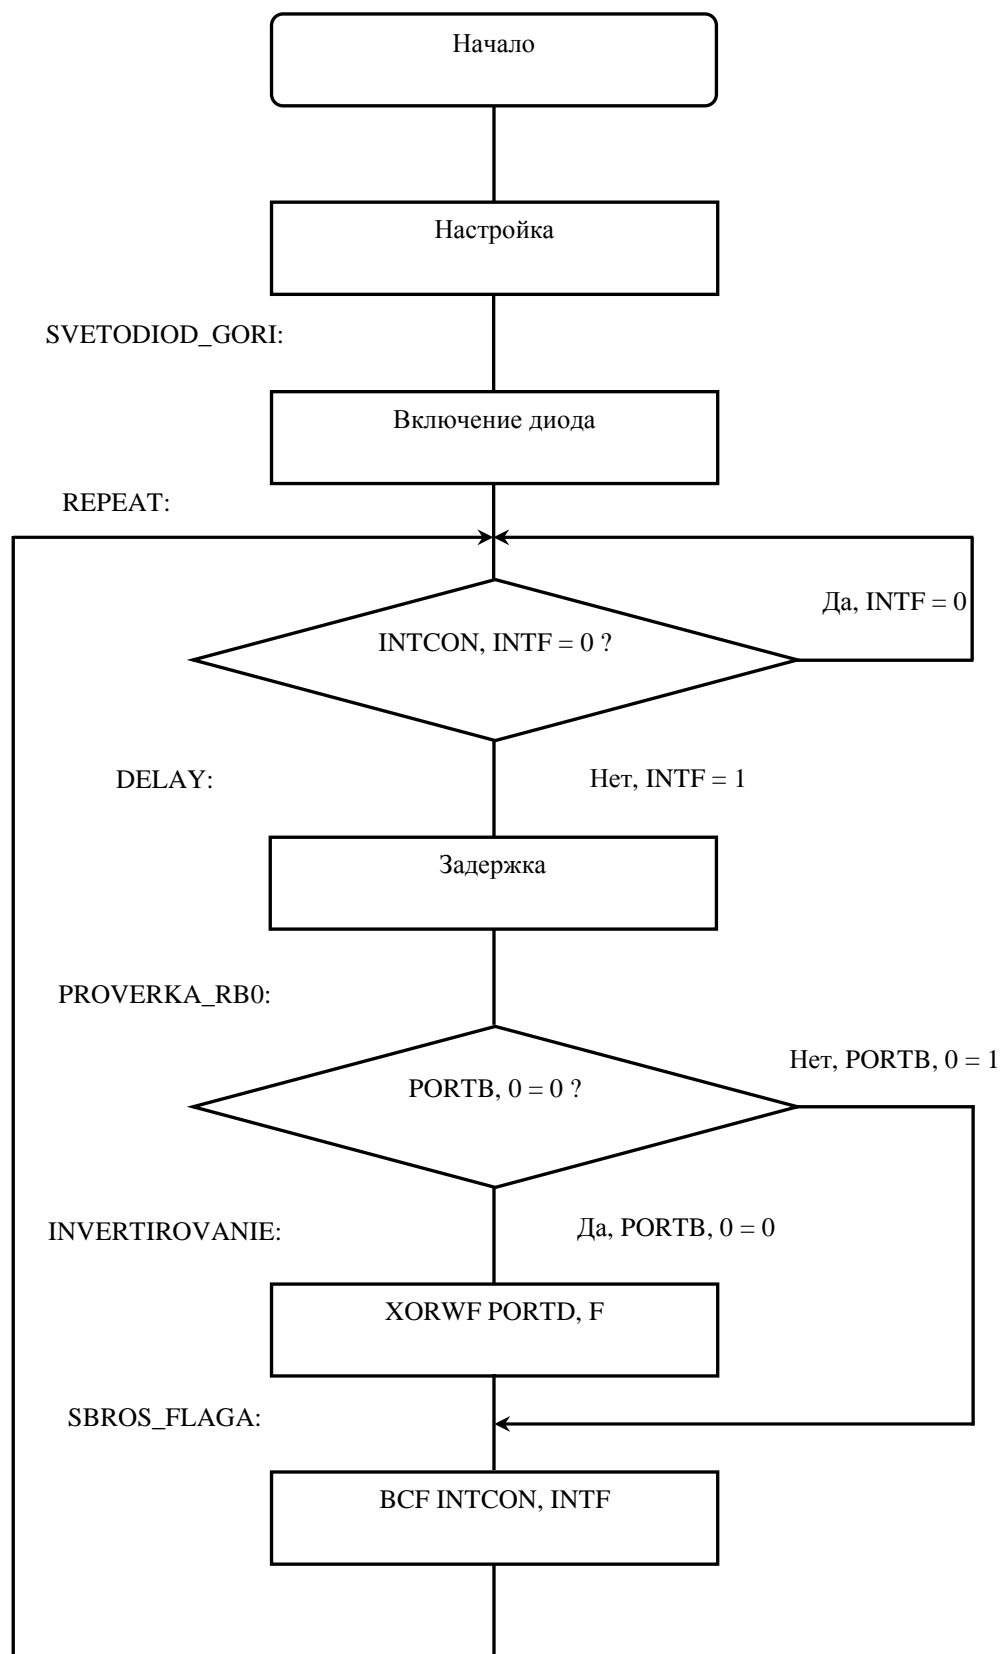 Начало
Настройка
SVETODIOD_GORI:
Включение диода
REPEAT:
Да, INTF = 0
INTCON, INTF = 0 ?
DELAY:
Нет, INTF = 1
Задержка
PROVERKA_RB0:
Нет, PORTB, 0 = 1
PORTB, 0 = 0 ?
INVERTIROVANIE:
Да, PORTB, 0 = 0
XORWF PORTD, F
SBROS_FLAGA:
BCF INTCON, INTF